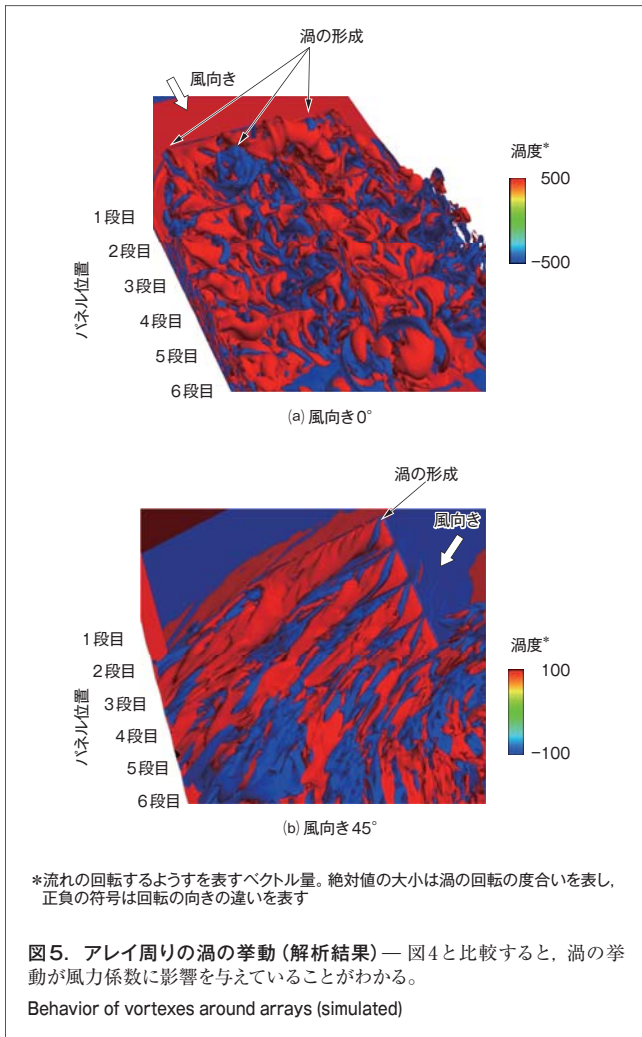 渦の形成
風向き
渦度*
500
−500
パネル位置
1段目
2段目
3段目
4段目
5段目
6段目
(a) 風向き0°
渦の形成
風向き
渦度*
100
−100
パネル位置
1段目
2段目
3段目
4段目
5段目
6段目
(b) 風向き45°
*流れの回転するようすを表すベクトル量。絶対値の大小は渦の回転の度合いを表し,
正負の符号は回転の向きの違いを表す
図5. アレイ周りの渦の挙動(解析結果)— 図4と比較すると, 渦の挙
動が風力係数に影響を与えていることがわかる。
Behavior of vortexes around arrays (simulated)